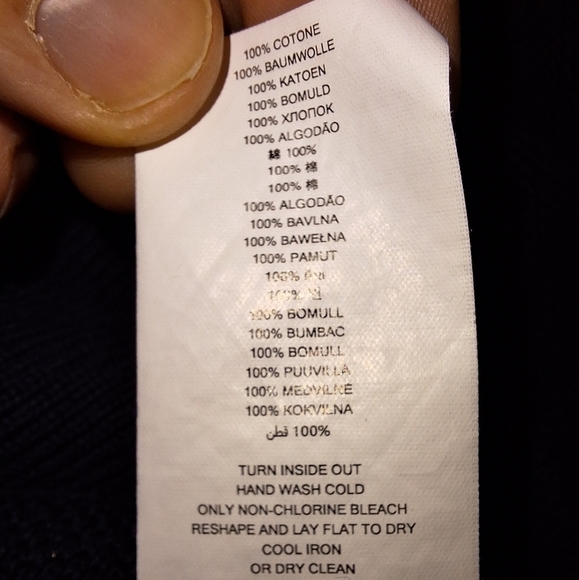 100% COTONE
100% BAUMWOLLE
100% KATOEN
100% BOMULD
100% ХЛОПОК
100% ALGODÃO
綿 100%
100% 棉
100% 棉
100% ALGODÃO
100% BAVLNA
100% BAWEŁNA
100% PAMUT
100%
100% 면
100% BOMULL
100% BUMBAC
100% BOMULL
100% PUUVILLA
100% MEDVILNĖ
100% KOKVILNA
100% قطن
TURN INSIDE OUT
HAND WASH COLD
ONLY NON-CHLORINE BLEACH
RESHAPE AND LAY FLAT TO DRY
COOL IRON
OR DRY CLEAN